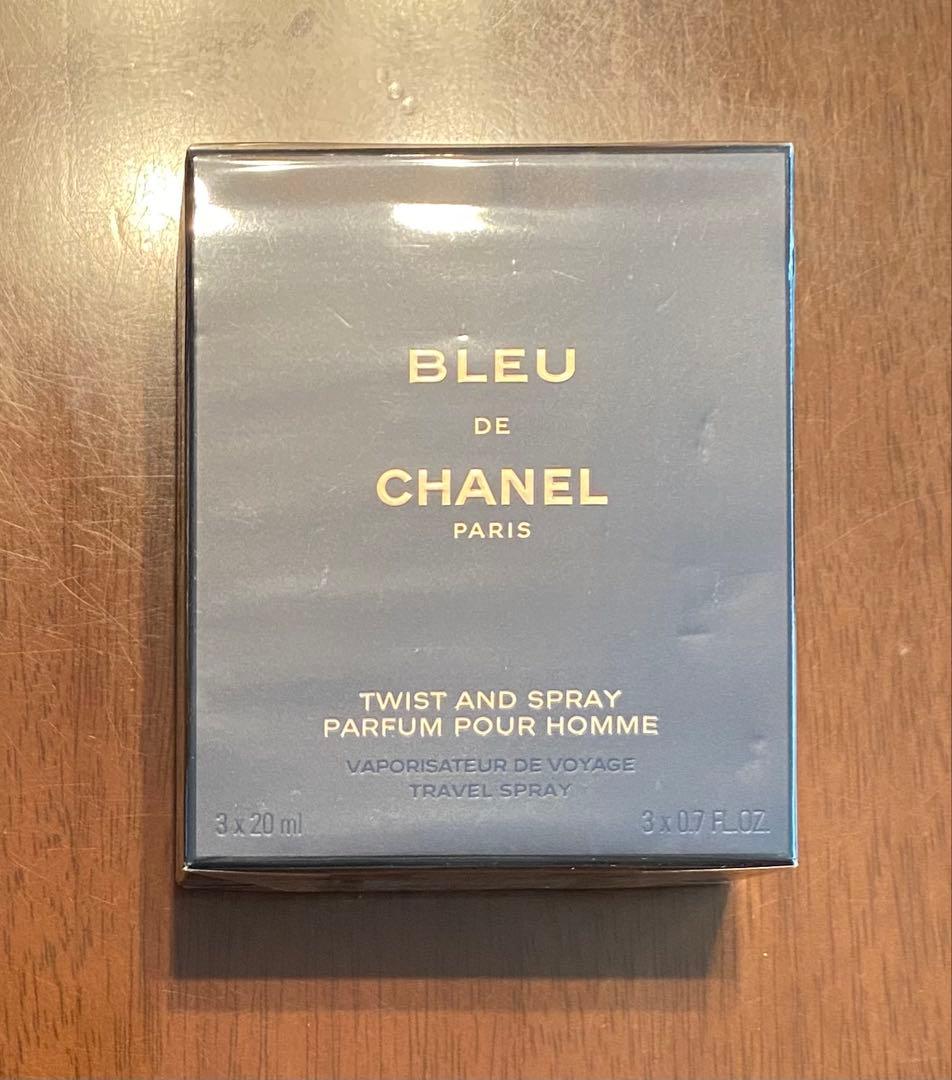 BLEU
DE
CHANEL
PARIS
TWIST AND SPRAY
PARFUM POUR HOMME
VAPORISATEUR DE VOYAGE
TRAVEL SPRAY
3 x 20 ml
3 x 0.7 FL.OZ.